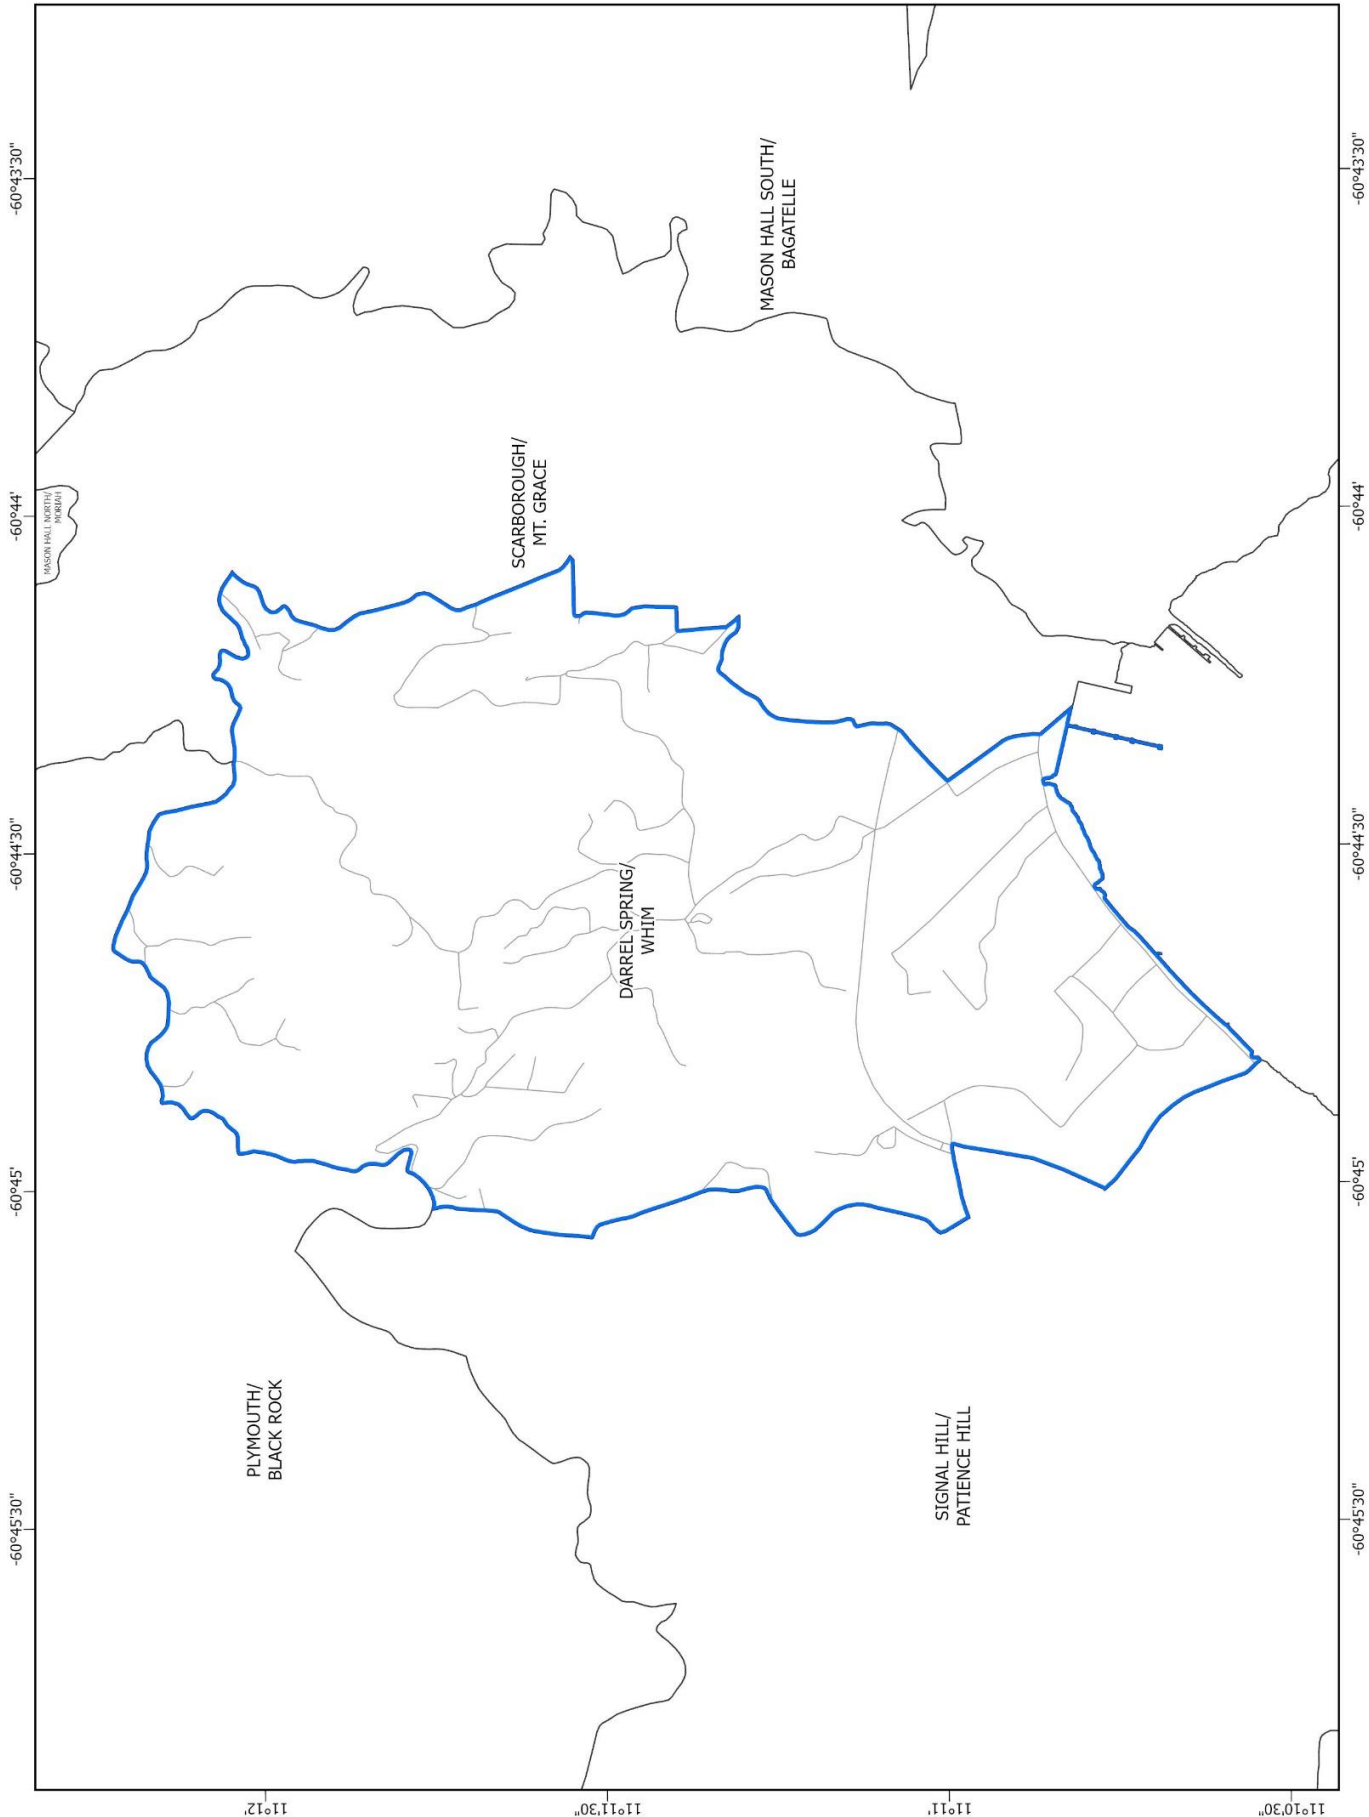 -60°45'30"
-60°45'
-60°44'30"
-60°44'
-60°43'30"
MASON HALL NORTH/
MORIAH
11°12'
PLYMOUTH/
BLACK ROCK
SCARBOROUGH/
MT. GRACE
11°11'30"
DARREL SPRING/
WHIM
MASON HALL SOUTH/
BAGATELLE
11°11'
SIGNAL HILL/
PATIENCE HILL
11°10'30"
-60°45'30"
-60°45'
-60°44'30"
-60°44'
-60°43'30"